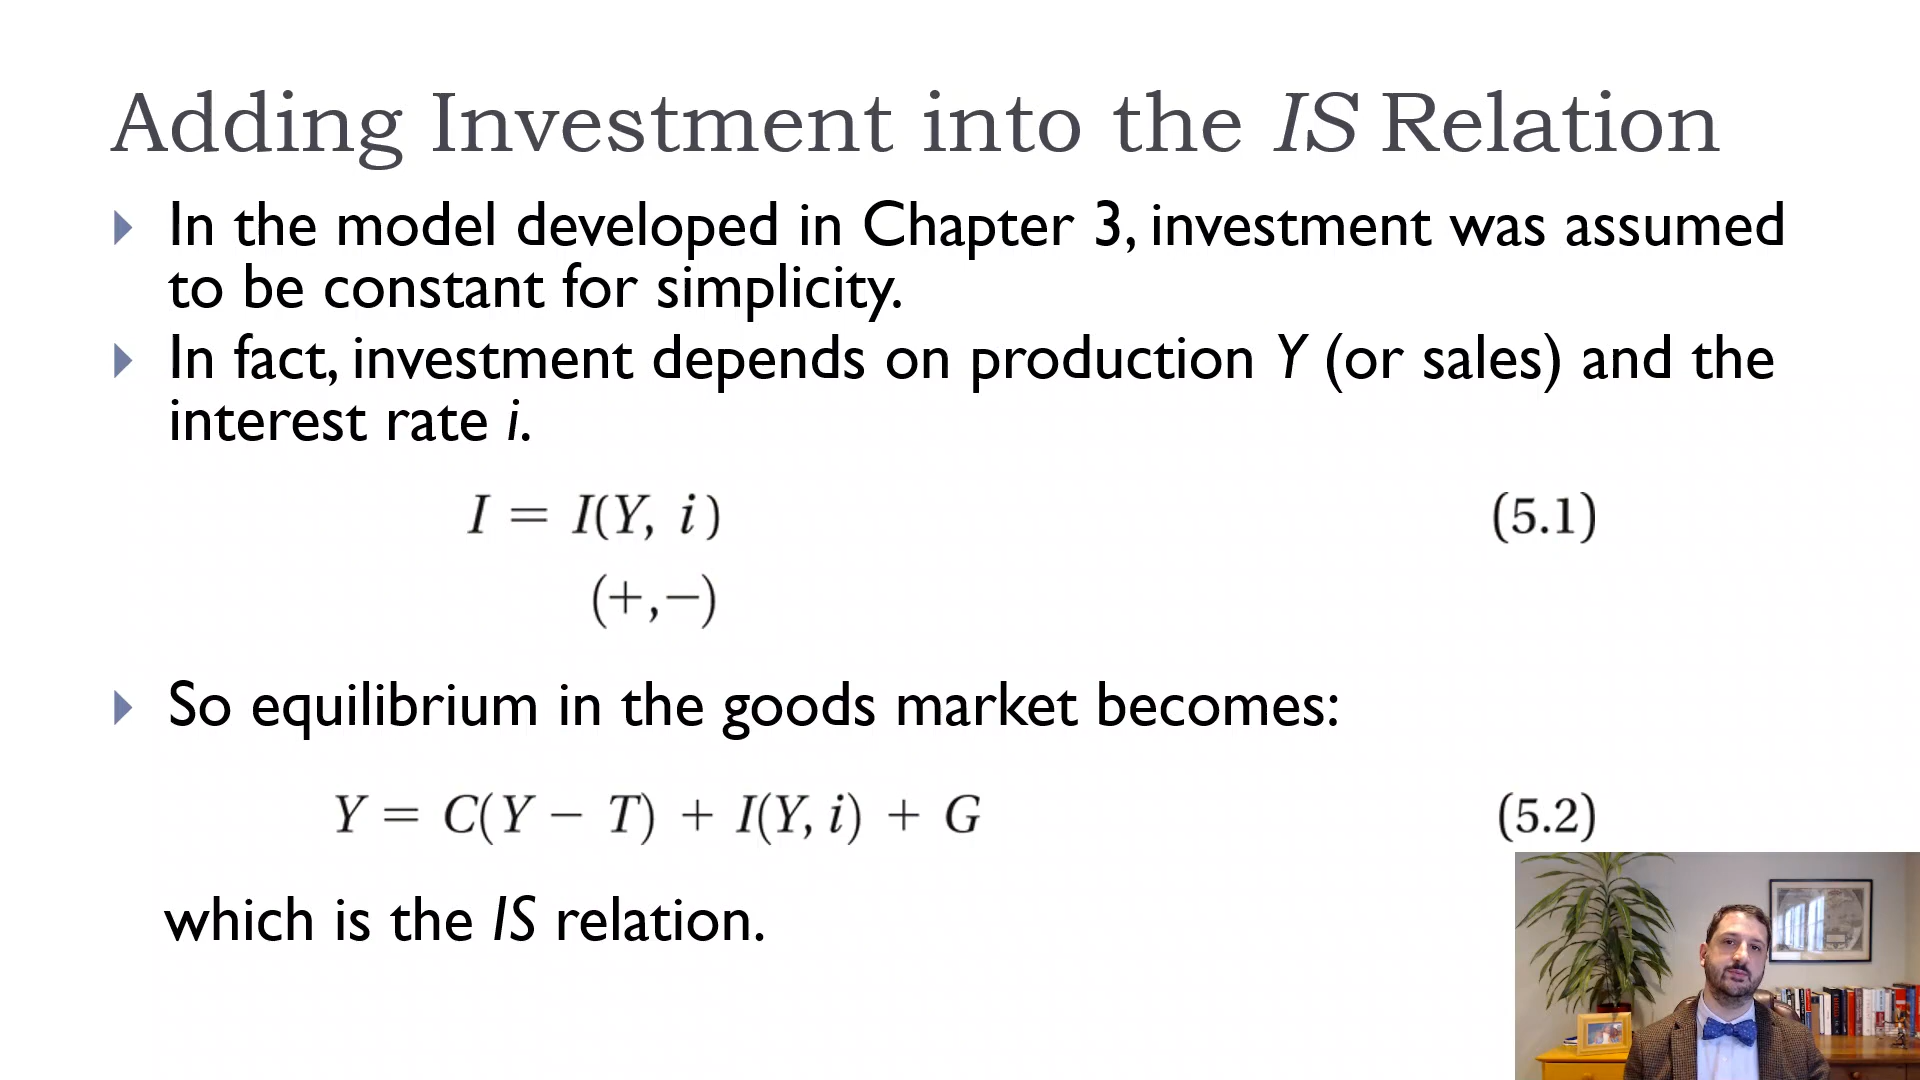 Adding Investment into the IS Relation
In the model developed in Chapter 3, investment was assumed
to be constant for simplicity.
In fact, investment depends on production Y (or sales) and the
interest rate i.
I = I(Y, i) (5.1)
(+,−)
So equilibrium in the goods market becomes:
Y = C(Y − T) + I(Y, i) + G (5.2)
which is the IS relation.